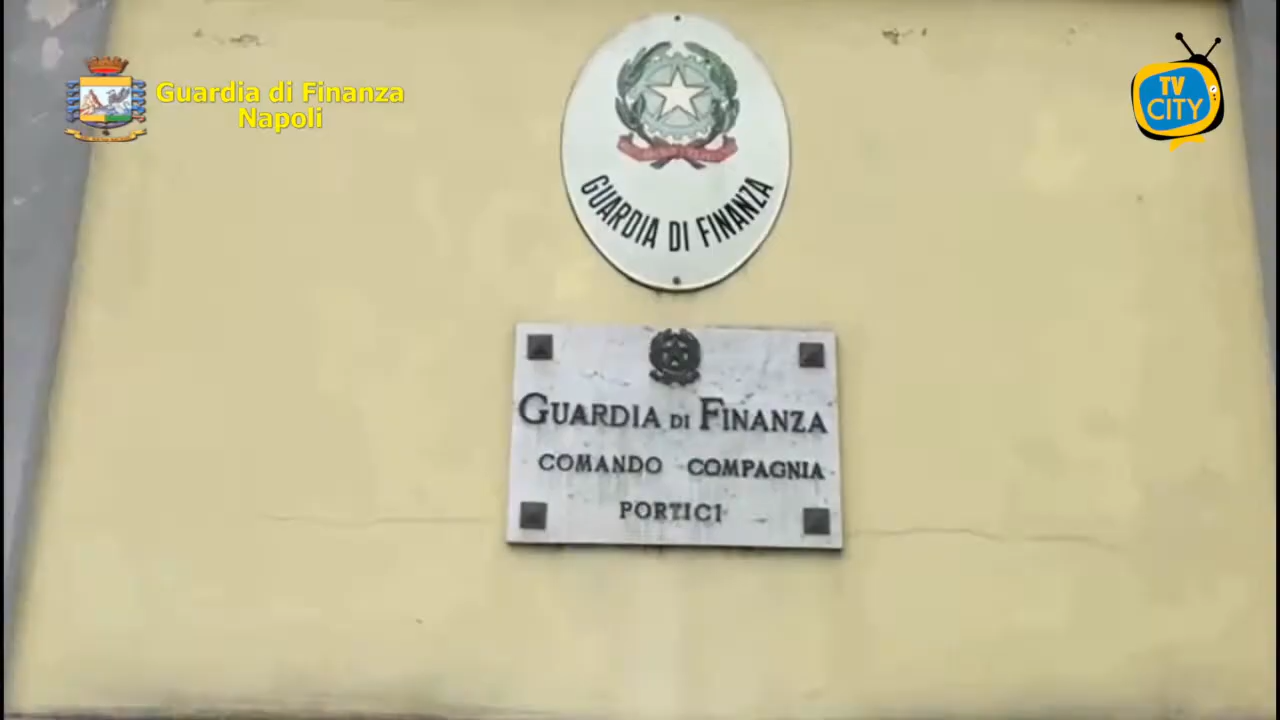 Guardia di Finanza
Napoli
TV
CITY
GUARDIA DI FINANZA
GUARDIA DI FINANZA
COMANDO COMPAGNIA
PORTICI